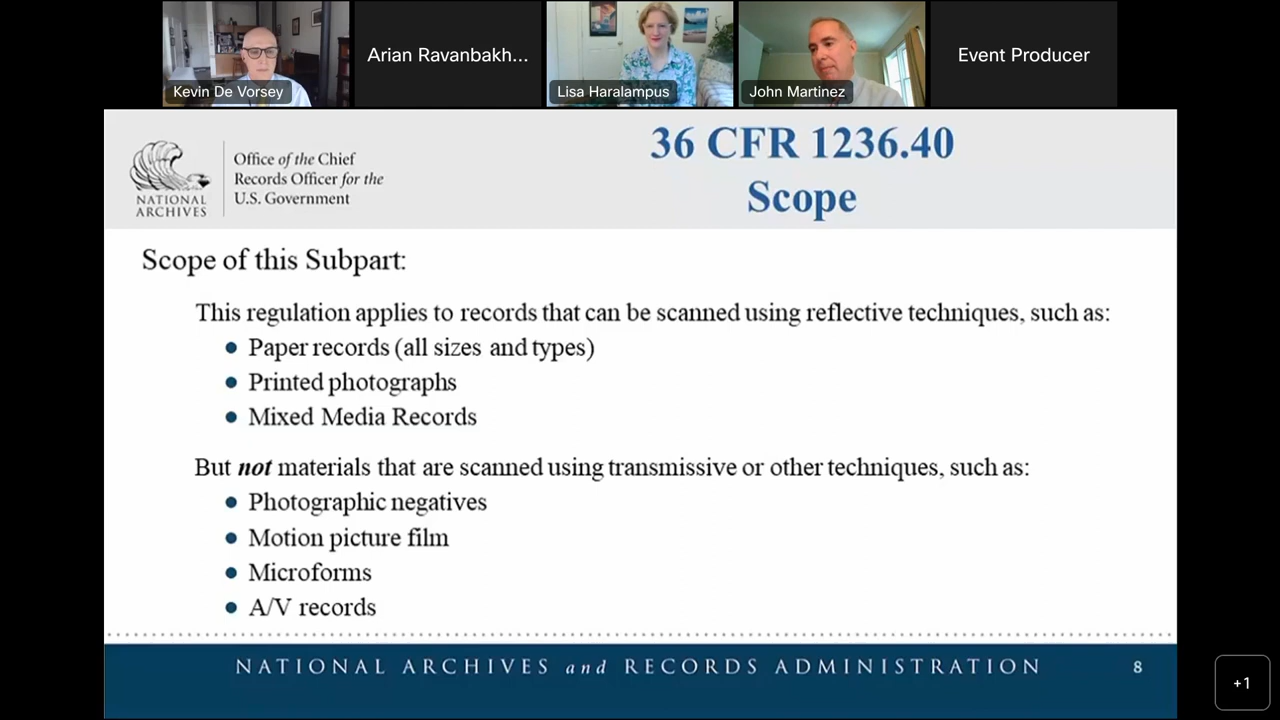 Kevin De Vorsey
Arian Ravanbakh...
Lisa Haralampus
John Martinez
Event Producer
NATIONAL
ARCHIVES
Office of the Chief
Records Officer for the
U.S. Government
36 CFR 1236.40
Scope
Scope of this Subpart:
This regulation applies to records that can be scanned using reflective techniques, such as:
● Paper records (all sizes and types)
● Printed photographs
● Mixed Media Records
But not materials that are scanned using transmissive or other techniques, such as:
● Photographic negatives
● Motion picture film
● Microforms
● A/V records
NATIONAL ARCHIVES and RECORDS ADMINISTRATION
8
+1